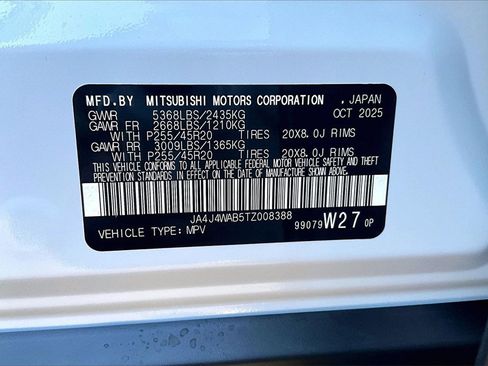 MFD.BY MITSUBISHI MOTORS CORPORATION , JAPAN
GVWR 5368LBS/2435KG OCT 2025
GAWR FR 2668LBS/1210KG
WITH P255/45R20 TIRES 20X8.0J RIMS
GAWR RR 3009LBS/1365KG
WITH P255/45R20 TIRES 20X8.0J RIMS
THIS VEHICLE CONFORMS TO ALL APPLICABLE FEDERAL MOTOR VEHICLE SAFETY AND THEFT
PREVENTION STANDARDS IN EFFECT ON THE DATE OF MANUFACTURE SHOWN ABOVE.
JA4J4WAB5TZ008388
VEHICLE TYPE: MPV 99079 W27 0P